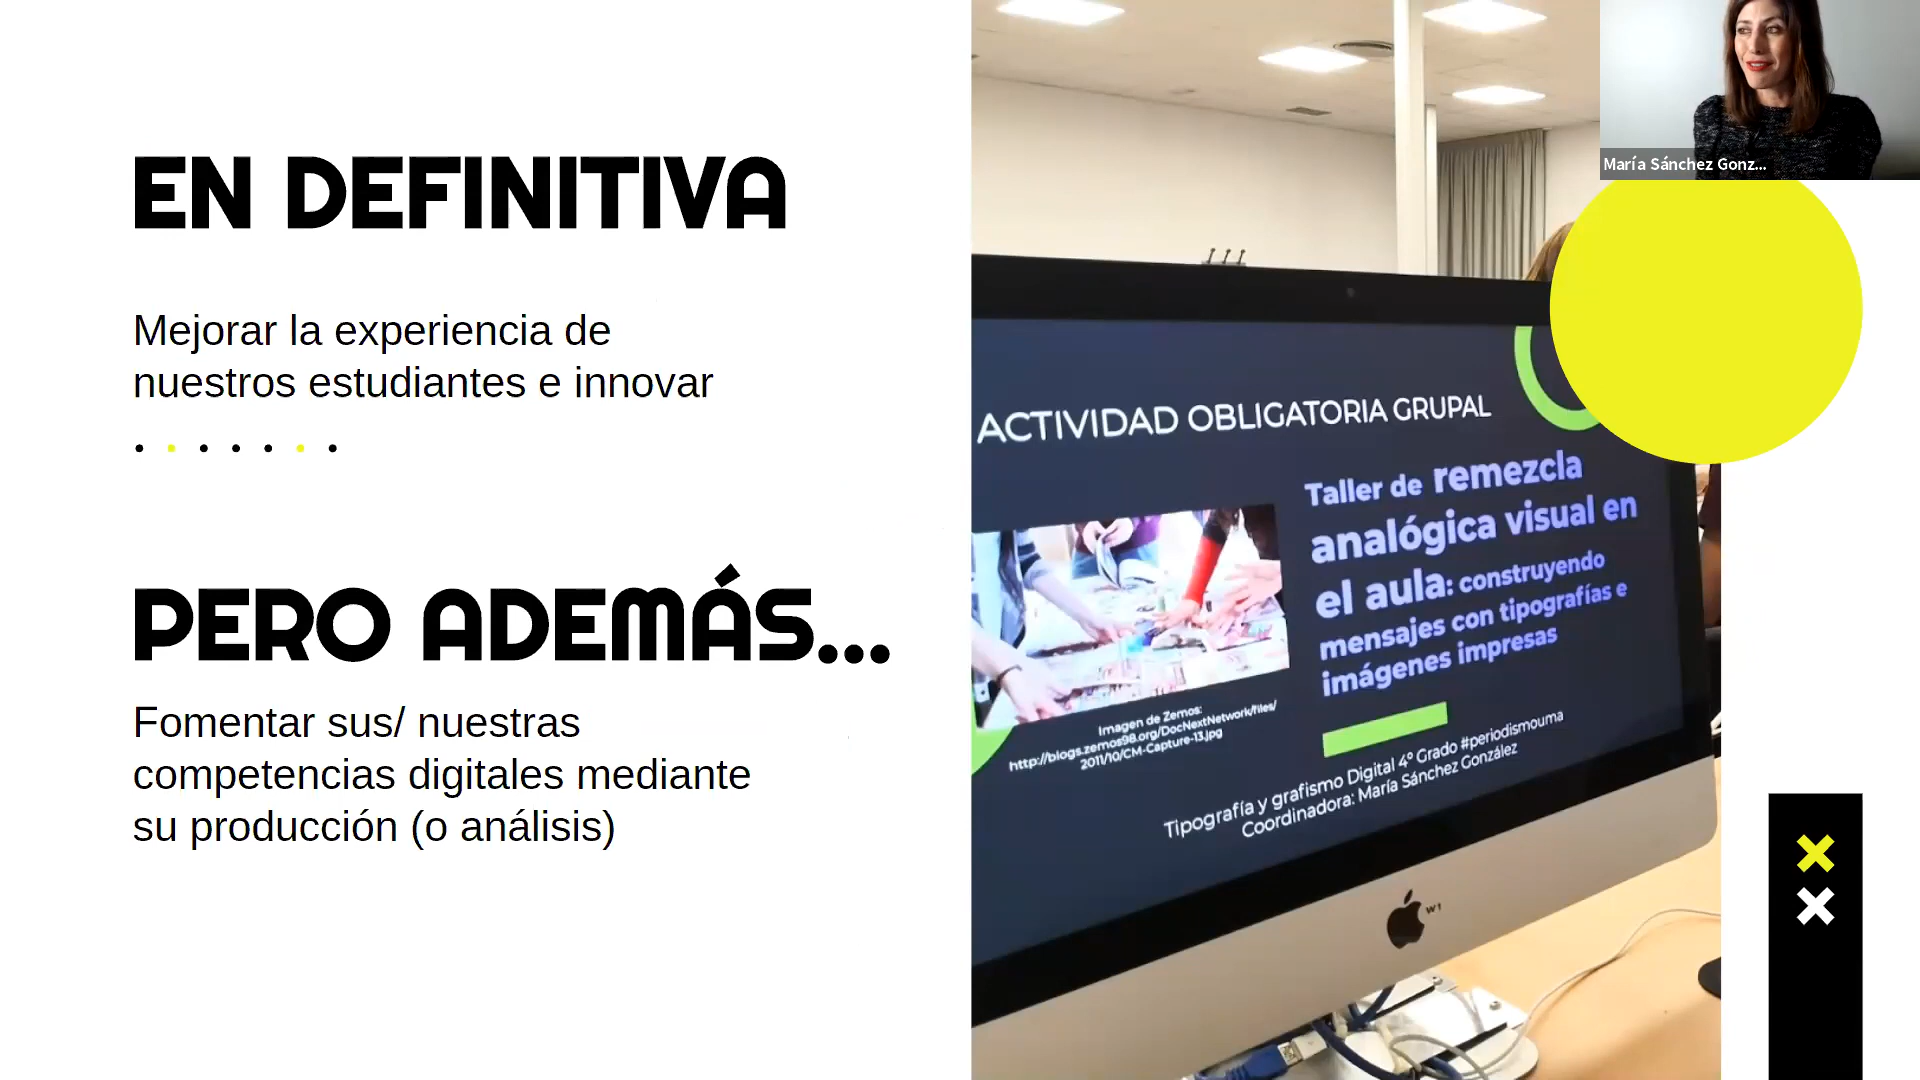 EN DEFINITIVA
Mejorar la experiencia de
nuestros estudiantes e innovar
PERO ADEMÁS...
Fomentar sus/ nuestras
competencias digitales mediante
su producción (o análisis)
María Sánchez Gonz...
ACTIVIDAD OBLIGATORIA GRUPAL
Taller de remezcla
analógica visual en
el aula: construyendo
mensajes con tipografías e
imágenes impresas
Imagen de Zemos:
http://blogs.zemos98.org/DocNextNetwork/files/
2011/10/CM-Capture-13.jpg
Tipografía y grafismo Digital 4º Grado #periodismouma
Coordinadora: María Sánchez González
W1